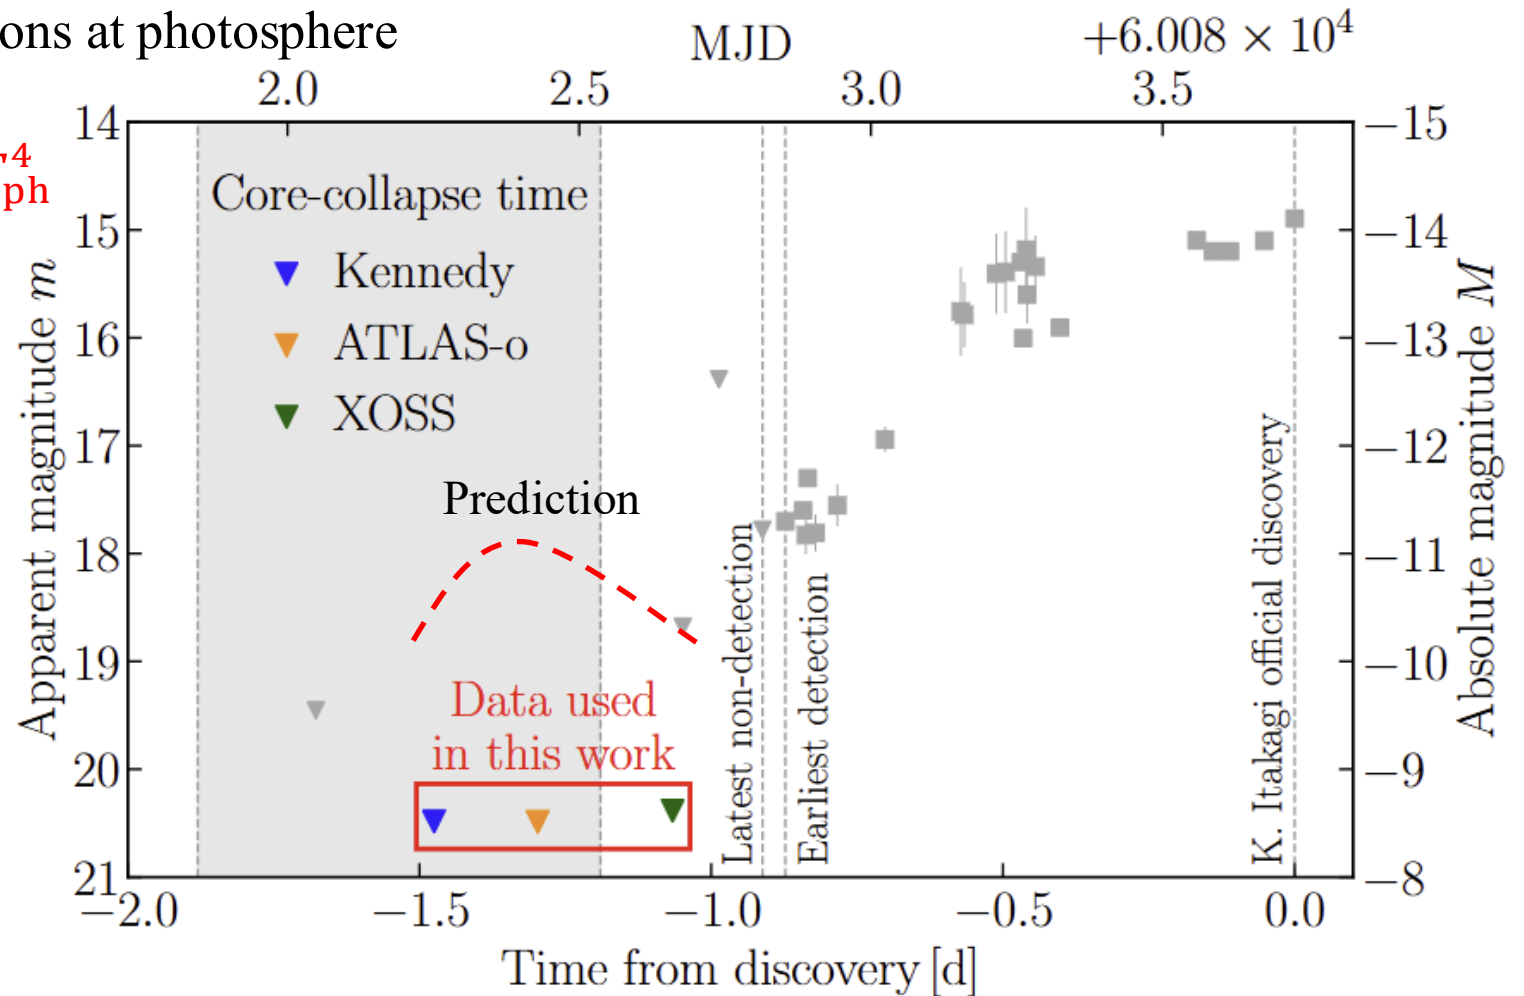 ons at photosphere
MJD
+6.008 × 10⁴
2.0 2.5 3.0 3.5
4
ph
14 15 16 17 18 19 20 21
Apparent magnitude m
−15 −14 −13 −12 −11 −10 −9 −8
Absolute magnitude M
Core-collapse time
Kennedy
ATLAS-o
XOSS
Prediction
Data used
in this work
Latest non-detection
Earliest detection
K. Itakagi official discovery
−2.0 −1.5 −1.0 −0.5 0.0
Time from discovery [d]